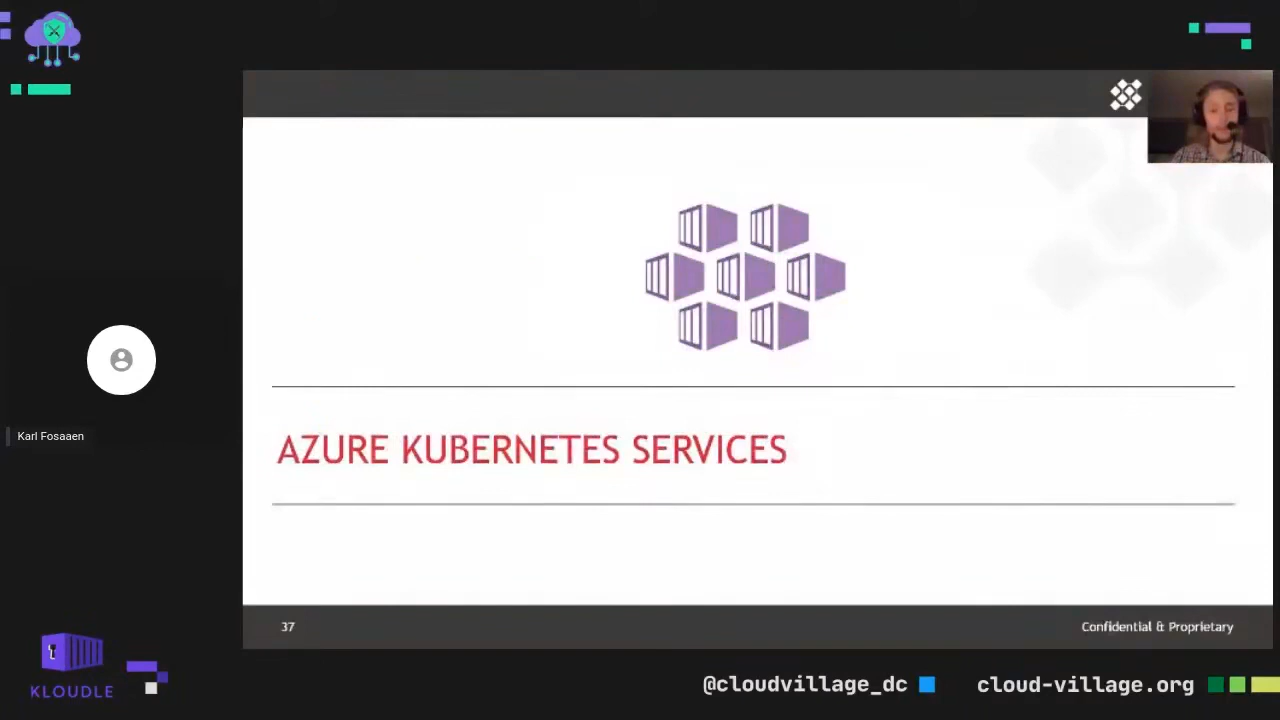 Karl Fosaaen
AZURE KUBERNETES SERVICES
37
Confidential & Proprietary
KLOUDLE
@cloudvillage_dc
cloud-village.org